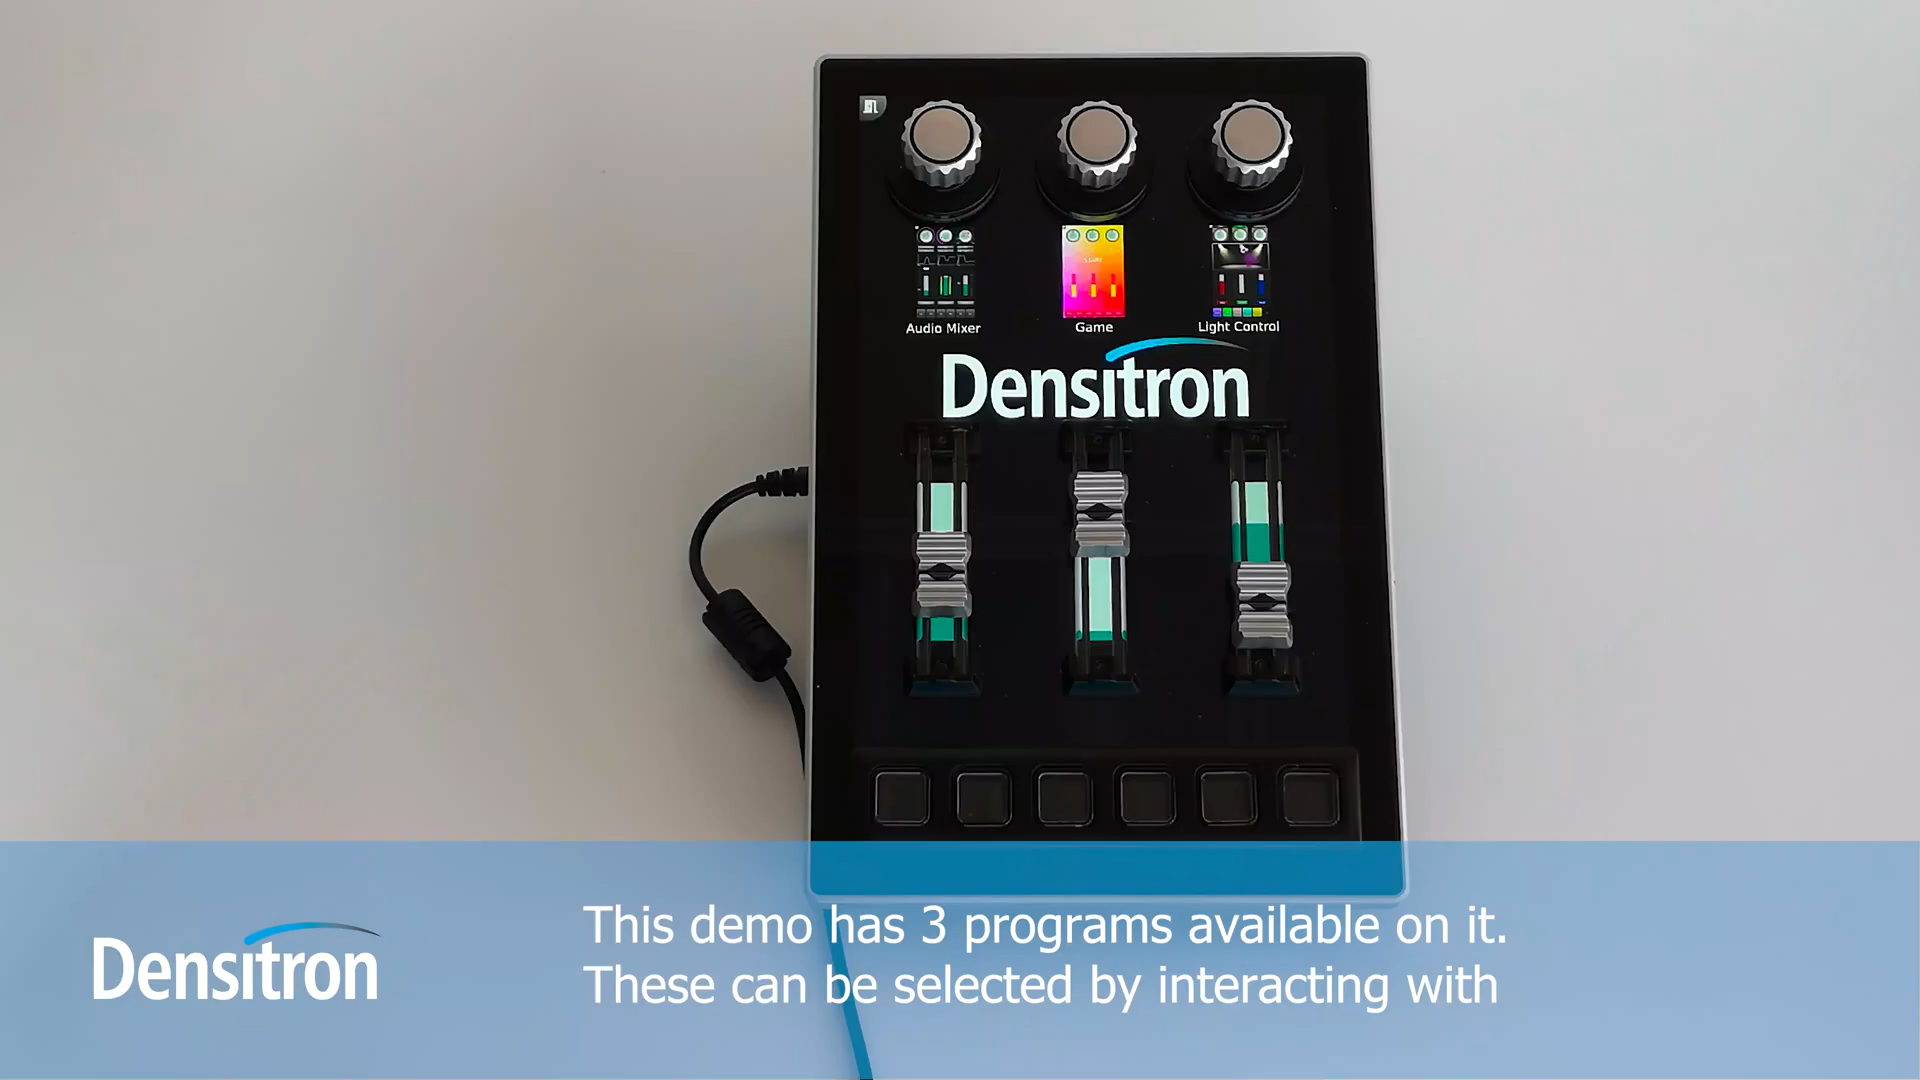 Audio Mixer
Game
Light Control
Densitron
Densitron
This demo has 3 programs available on it.
These can be selected by interacting with